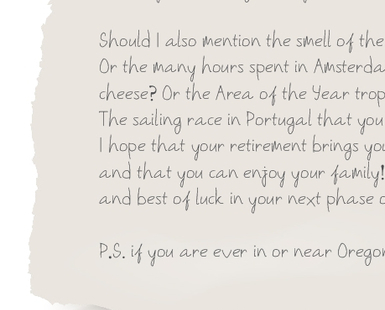 Should I also mention the smell of the
Or the many hours spent in Amsterda
cheese? Or the Area of the Year trop
The sailing race in Portugal that you
I hope that your retirement brings you
and that you can enjoy your family!
and best of luck in your next phase o
P.S. if you are ever in or near Oregon